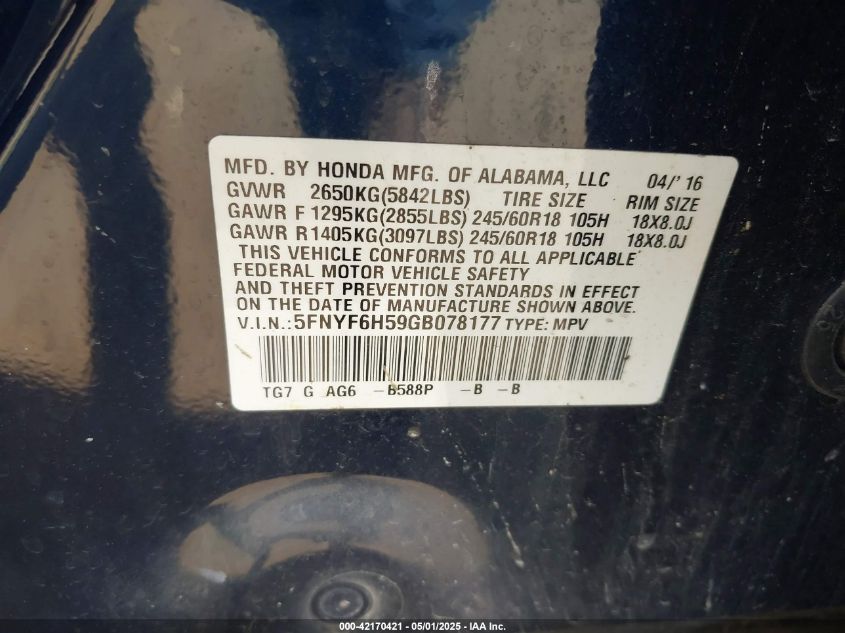 MFD. BY HONDA MFG. OF ALABAMA, LLC 04/'16
GVWR 2650KG(5842LBS) TIRE SIZE RIM SIZE
GAWR F 1295KG(2855LBS) 245/60R18 105H 18X8.0J
GAWR R 1405KG(3097LBS) 245/60R18 105H 18X8.0J
THIS VEHICLE CONFORMS TO ALL APPLICABLE
FEDERAL MOTOR VEHICLE SAFETY
AND THEFT PREVENTION STANDARDS IN EFFECT
ON THE DATE OF MANUFACTURE SHOWN ABOVE.
V.I.N.:5FNYF6H59GB078177 TYPE: MPV
TG7 G AG6 -B588P -B -B
000-42170421 - 05/01/2025 - IAA Inc.